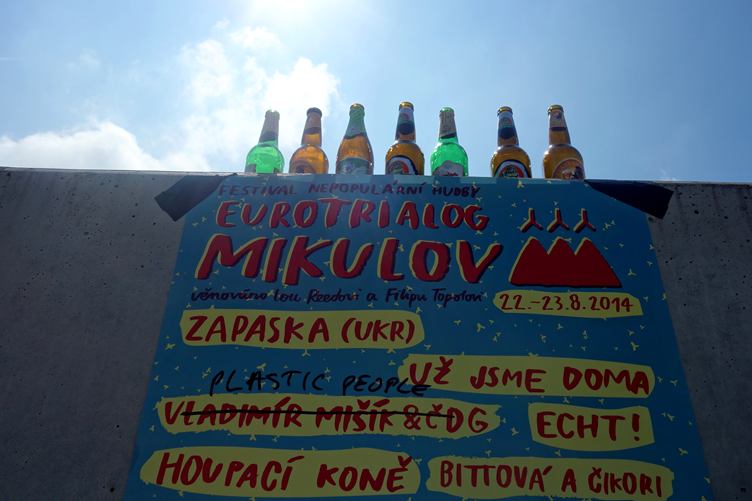 FESTIVAL NEPOPULÁRNÍ HUDBY
EUROTRIALOG
MIKULOV
věnováno Lou Reedovi a Filipu Topolovi
22.-23.8.2014
ZAPASKA (UKR)
UŽ JSME DOMA
PLASTIC PEOPLE
VLADIMÍR MIŠÍK & ČDG
ECHT!
HOUPACÍ KONĚ
BITTOVÁ A ČIKORI